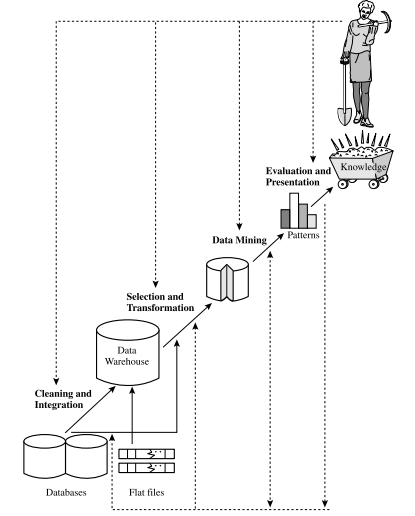 Knowledge
Evaluation and
Presentation
Patterns
Data Mining
Selection and
Transformation
Data
Warehouse
Cleaning and
Integration
Databases
Flat files